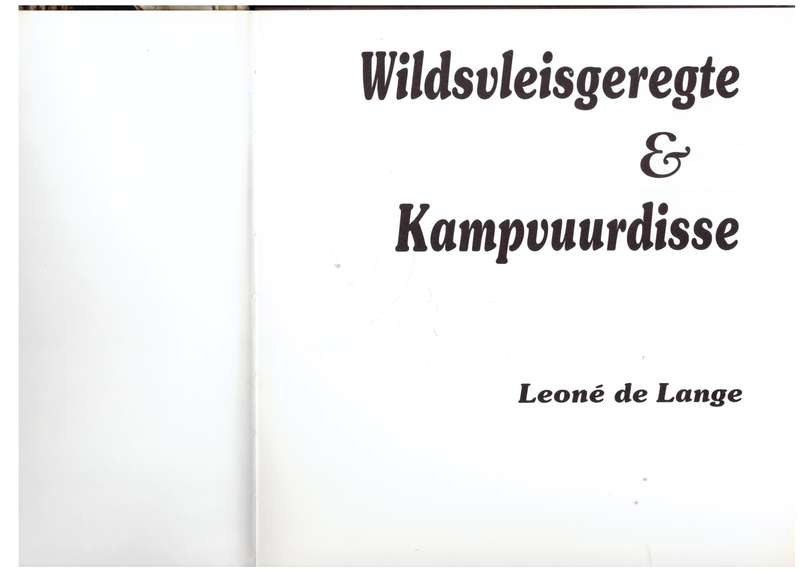 Wildsvleisgeregte
&
Kampvuurdisse
Leoné de Lange